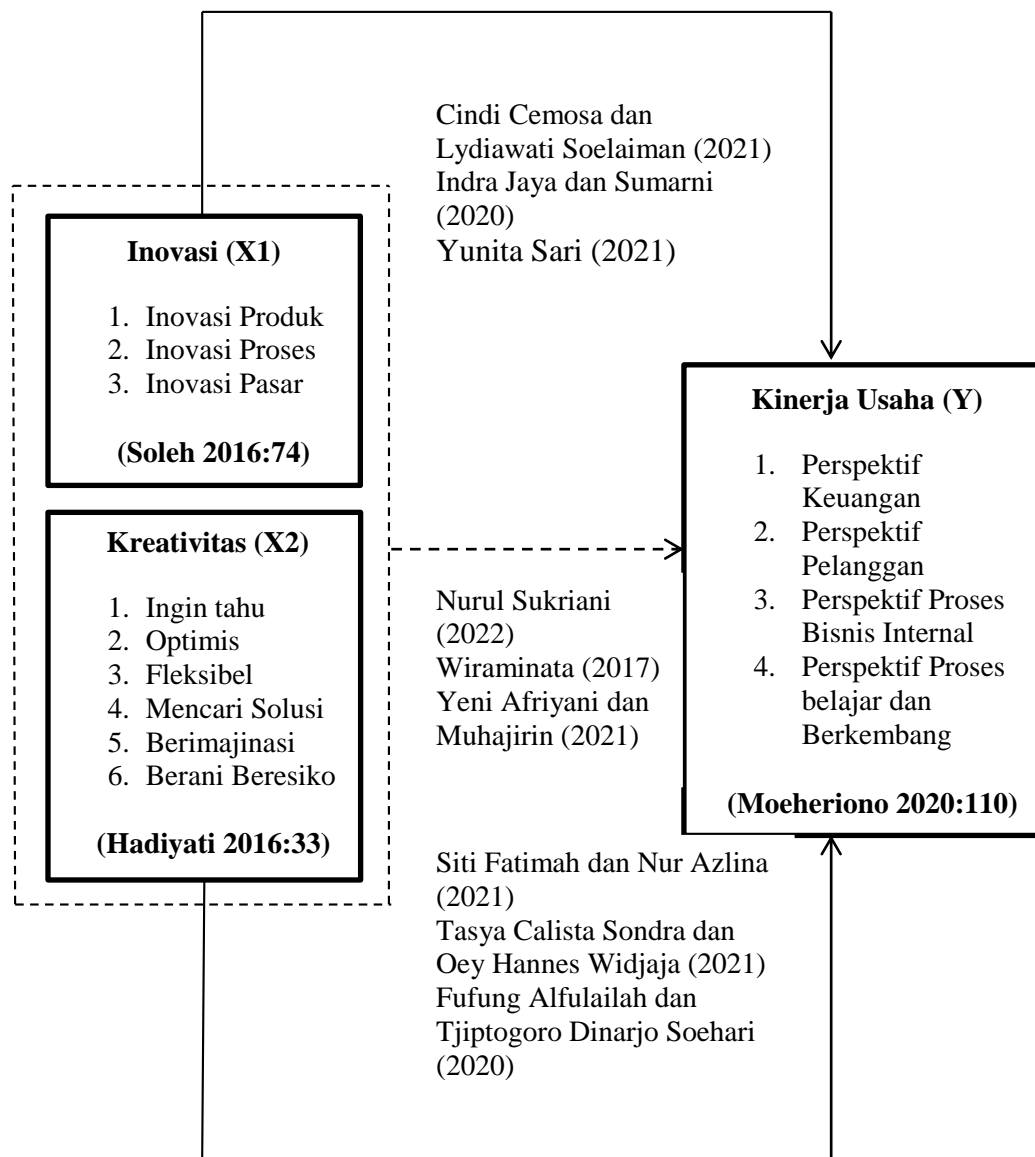 Cindi Cemosa dan
Lydiawati Soelaiman (2021)
Indra Jaya dan Sumarni
(2020)
Yunita Sari (2021)
Inovasi (X1)
1. Inovasi Produk
2. Inovasi Proses
3. Inovasi Pasar
(Soleh 2016:74)
Kreativitas (X2)
1. Ingin tahu
2. Optimis
3. Fleksibel
4. Mencari Solusi
5. Berimajinasi
6. Berani Beresiko
(Hadiyati 2016:33)
Nurul Sukriani
(2022)
Wiraminata (2017)
Yeni Afriyani dan
Muhajirin (2021)
Kinerja Usaha (Y)
1. Perspektif
Keuangan
2. Perspektif
Pelanggan
3. Perspektif Proses
Bisnis Internal
4. Perspektif Proses
belajar dan
Berkembang
(Moeheriono 2020:110)
Siti Fatimah dan Nur Azlina
(2021)
Tasya Calista Sondra dan
Oey Hannes Widjaja (2021)
Fufung Alfulailah dan
Tjiptogoro Dinarjo Soehari
(2020)